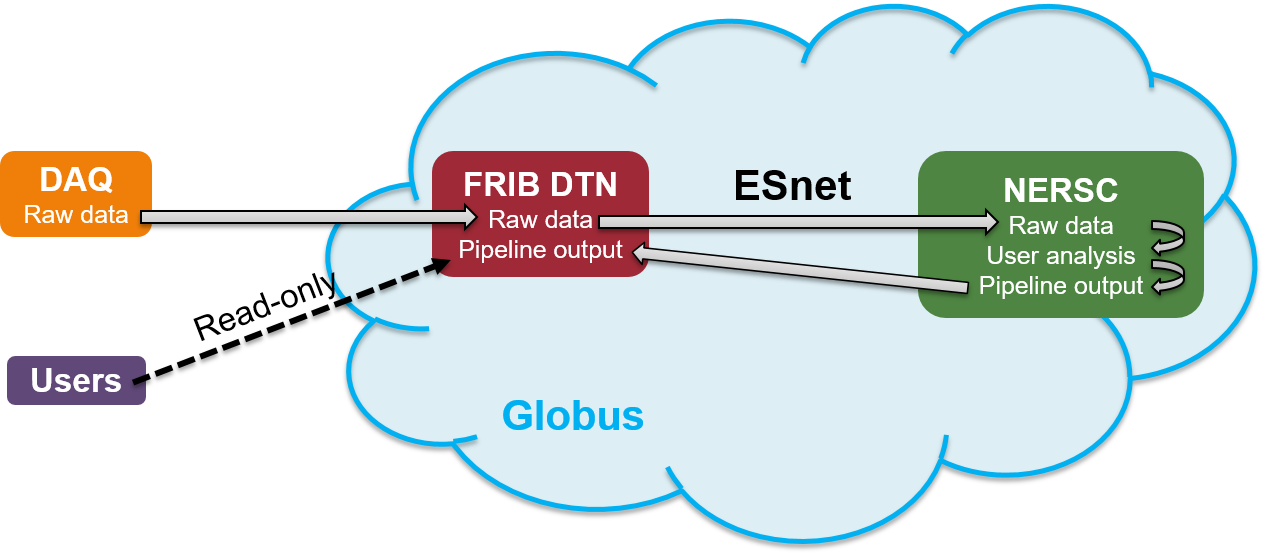 DAQ
Raw data
FRIB DTN
Raw data
Pipeline output
ESnet
NERSC
Raw data
User analysis
Pipeline output
Read-only
Users
Globus